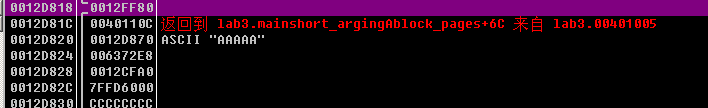 0012D818 0012FF80
0012D81C 0040110C 返回到 lab3.mainshort_argingAblock_pages+6C 来自 lab3.00401005
0012D820 0012D870 ASCII "AAAAA"
0012D824 006372E8
0012D828 0012CFA0
0012D82C 7FFD6000
0012D830 CCCCCCCC